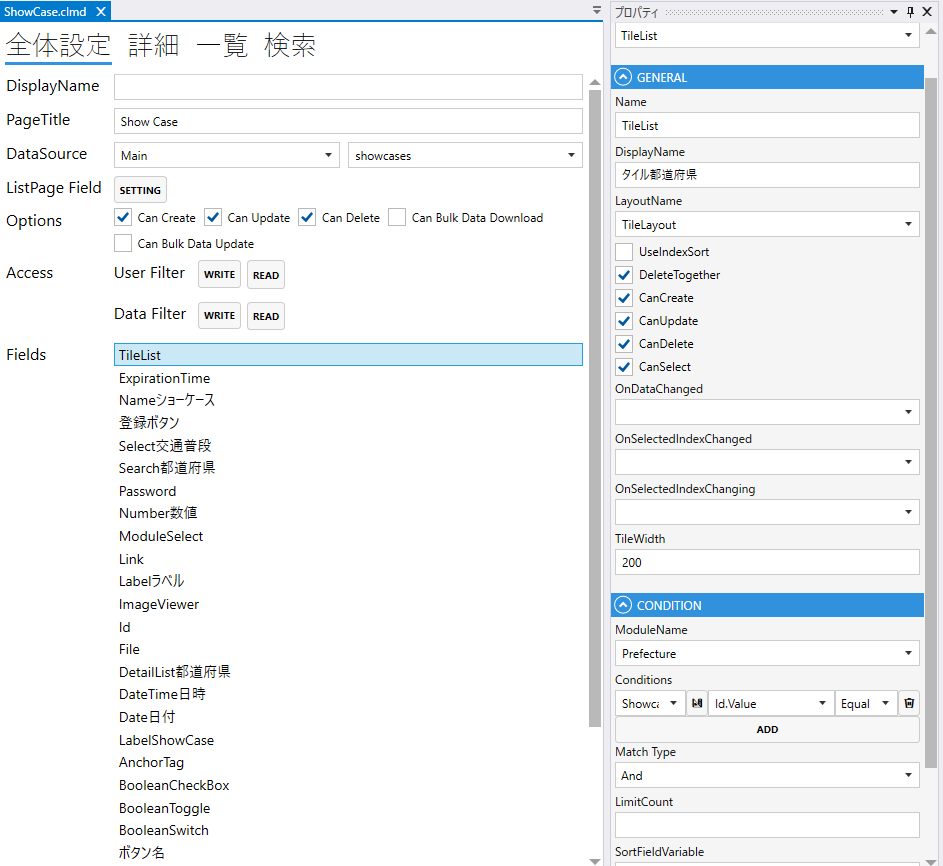 ShowCase.clmd
全体設定 詳細 一覧 検索
DisplayName
PageTitle Show Case
DataSource Main showcases
ListPage Field SETTING
Options Can Create Can Update Can Delete Can Bulk Data Download
Can Bulk Data Update
Access User Filter WRITE READ
Data Filter WRITE READ
Fields TileList
ExpirationTime
Nameショーケース
登録ボタン
Select交通普段
Search都道府県
Password
Number数値
ModuleSelect
Link
Labelラベル
ImageViewer
Id
File
DetailList都道府県
DateTime日時
Date日付
LabelShowCase
AnchorTag
BooleanCheckBox
BooleanToggle
BooleanSwitch
ボタン名
プロパティ
TileList
GENERAL
Name
TileList
DisplayName
タイル都道府県
LayoutName
TileLayout
UseIndexSort
DeleteTogether
CanCreate
CanUpdate
CanDelete
CanSelect
OnDataChanged
OnSelectedIndexChanged
OnSelectedIndexChanging
TileWidth
200
CONDITION
ModuleName
Prefecture
Conditions
Showca Id.Value Equal
ADD
Match Type
And
LimitCount
SortFieldVariable